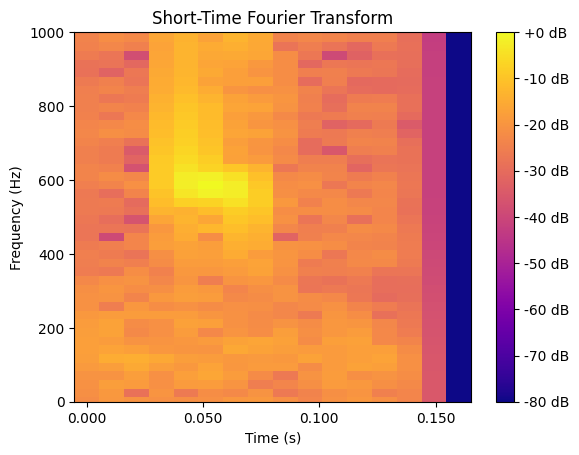 Short-Time Fourier Transform
Frequency (Hz)
1000
800
600
400
200
0
0.000 0.050 0.100 0.150
Time (s)
+0 dB
-10 dB
-20 dB
-30 dB
-40 dB
-50 dB
-60 dB
-70 dB
-80 dB